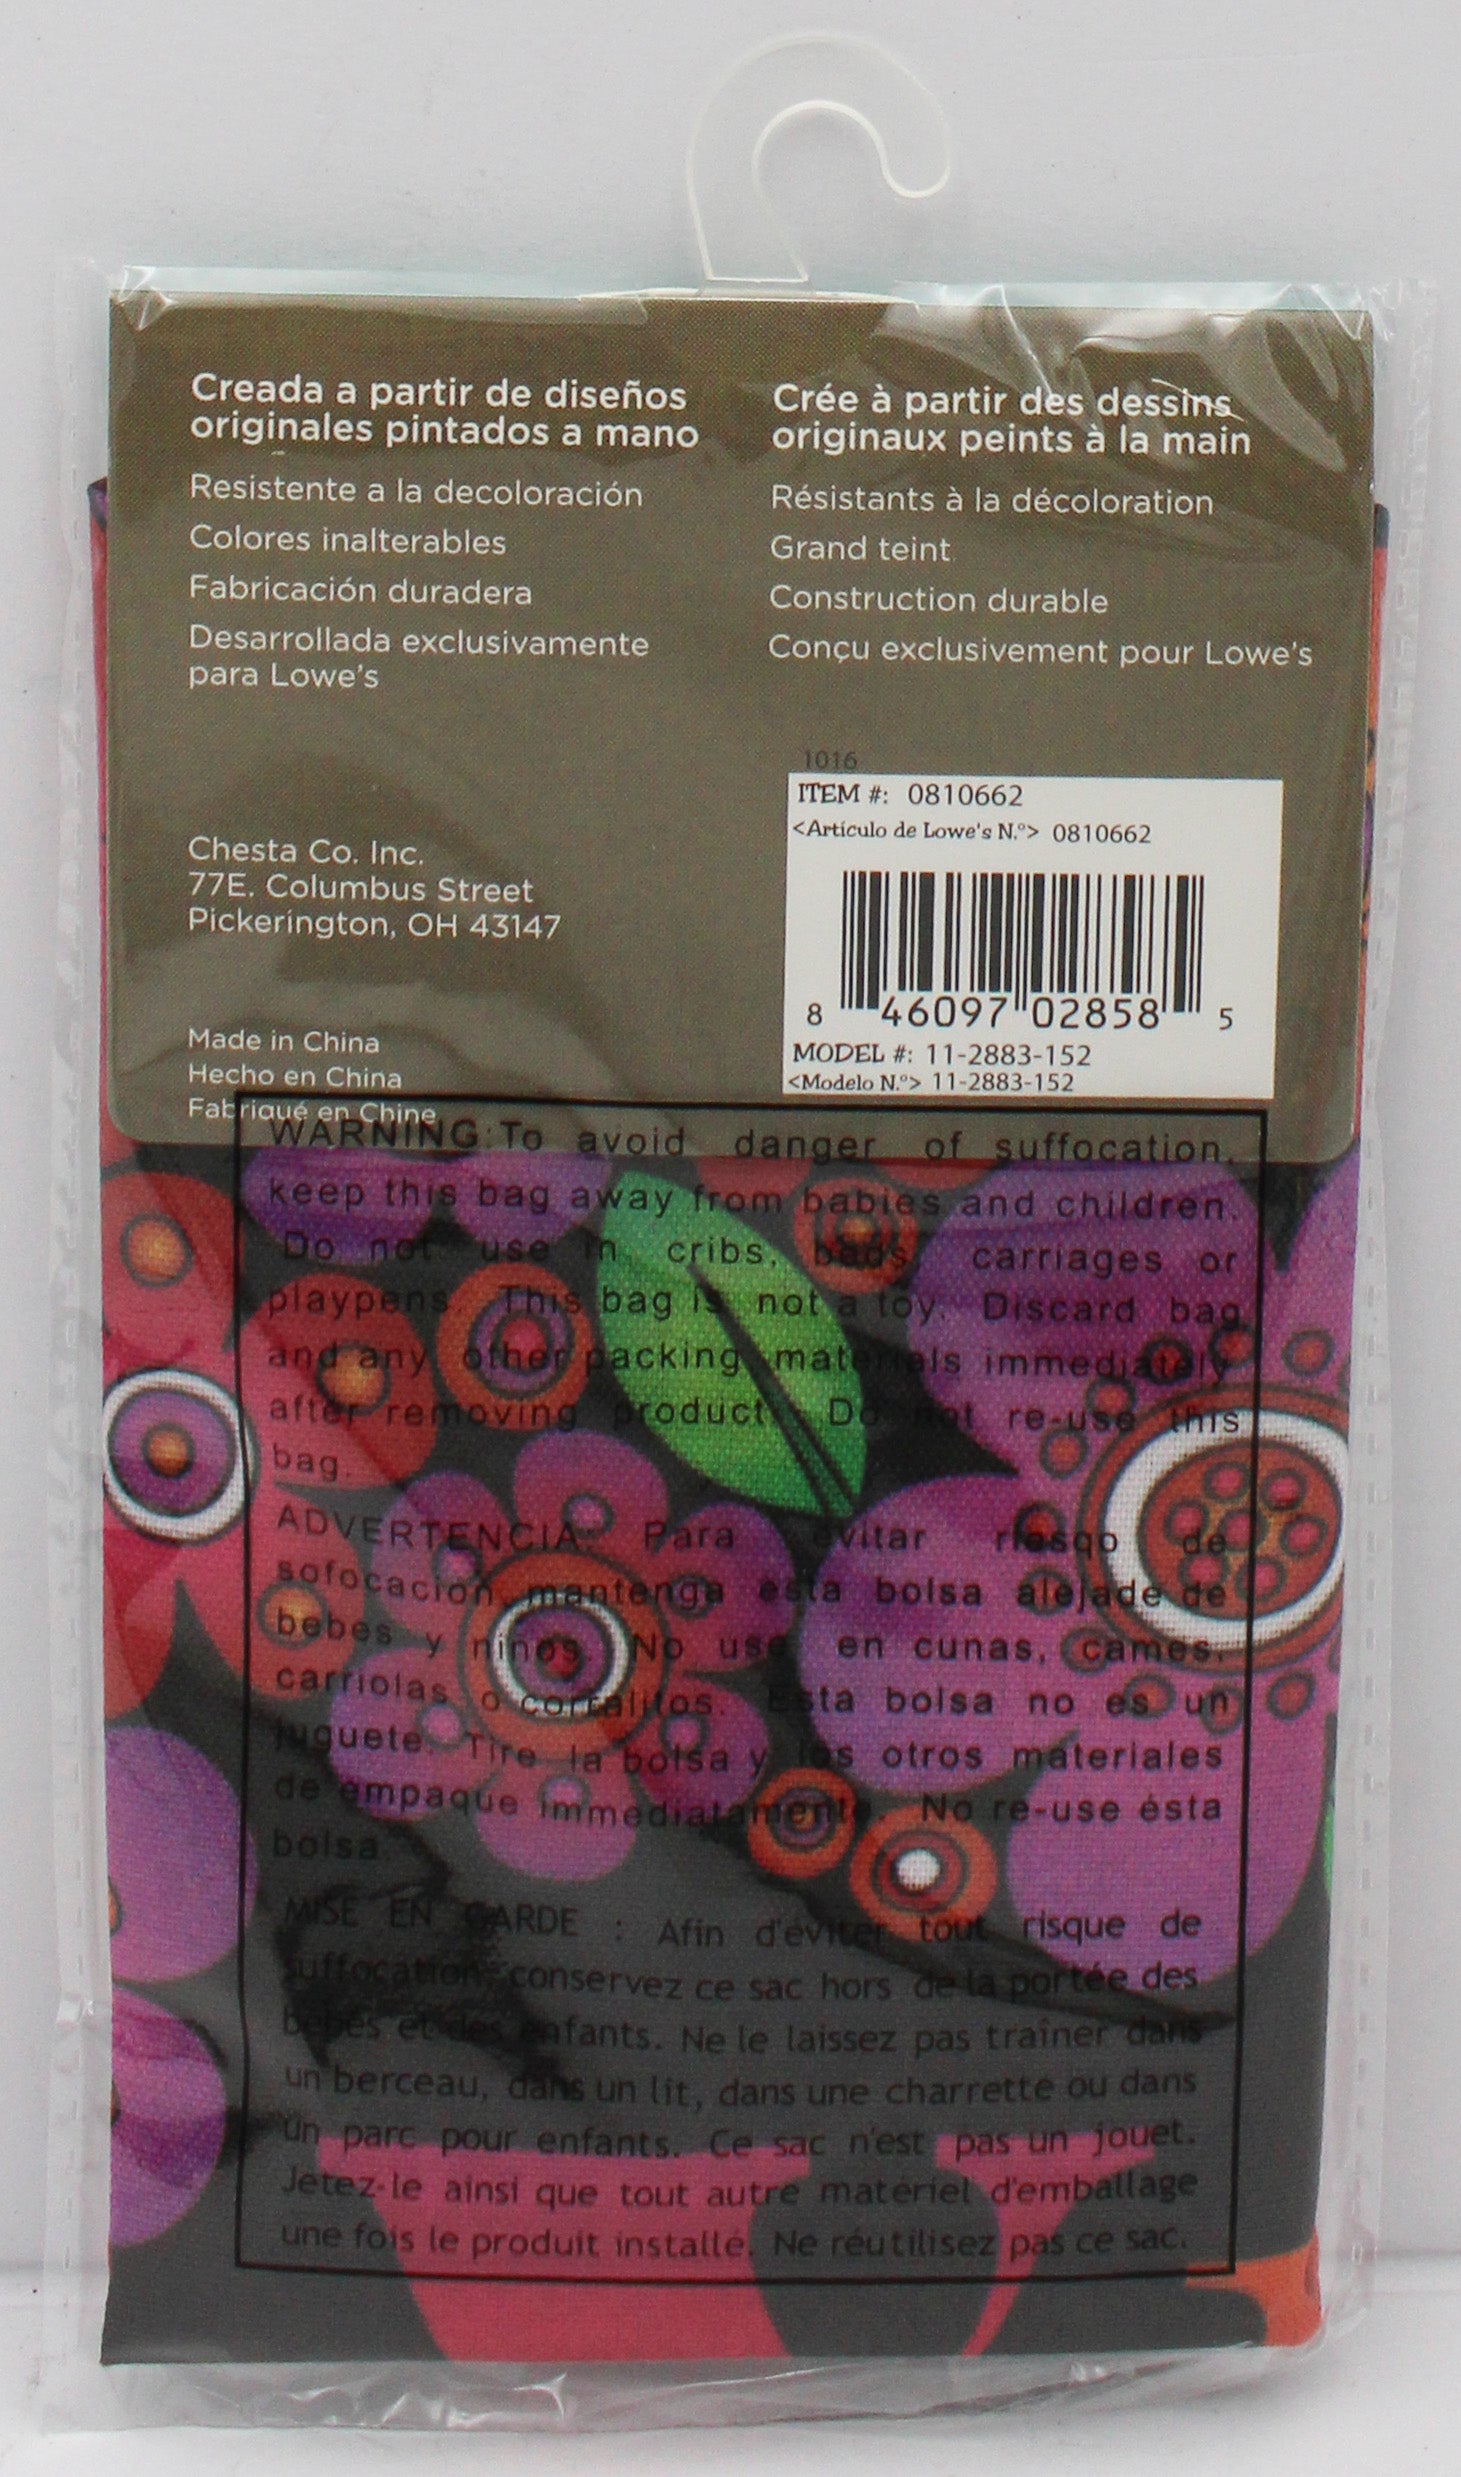 Creada a partir de diseños
originales pintados a mano
Resistente a la decoloración
Colores inalterables
Fabricación duradera
Desarrollada exclusivamente
para Lowe's
Crée à partir des dessins
originaux peints à la main
Résistants à la décoloration
Grand teint
Construction durable
Conçu exclusivement pour Lowe's
Chesta Co. Inc.
77E. Columbus Street
Pickerington, OH 43147
Made in China
Hecho en China
Fabriqué en Chine
1016
ITEM #: 0810662
<Artículo de Lowe's N.º> 0810662
8 46097 02858 5
MODEL #: 11-2883-152
<Modelo N.º> 11-2883-152
WARNING:To avoid danger of suffocation,
keep this bag away from babies and children.
Do not use in cribs, beds, carriages or
playpens. This bag is not a toy. Discard bag
and any other packing materials immediately
after removing product. Do not re-use this
bag.
ADVERTENCIA: Para evitar riesqo de
sofocación, mantenga esta bolsa alejade de
bebes y ninos. No use en cunas, cames,
carriolas o corralitos. Esta bolsa no es un
juguete. Tire la bolsa y los otros materiales
de empaque immediatamente. No re-use ésta
bolsa
MISE EN GARDE : Afin d'éviter tout risque de
suffocation, conservez ce sac hors de la portée des
bébés et des enfants. Ne le laissez pas traîner dans
un berceau, dans un lit, dans une charrette ou dans
un parc pour enfants. Ce sac n'est pas un jouet.
Jetez-le ainsi que tout autre matériel d'emballage
une fois le produit installé. Ne réutilisez pas ce sac.